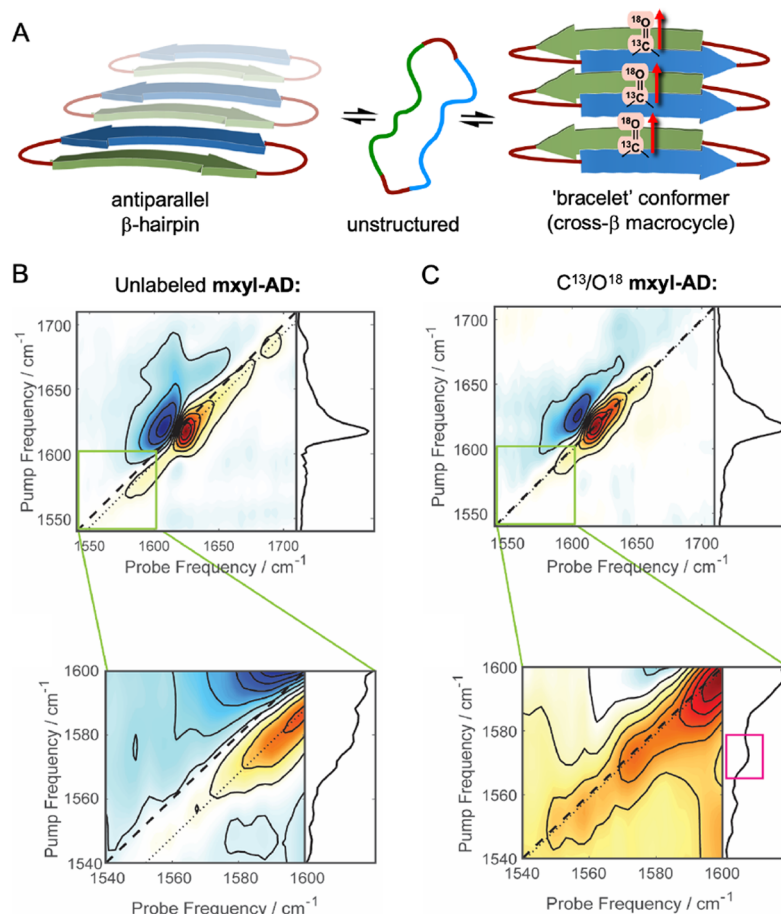 A
18O
13C
18O
13C
18O
13C
antiparallel
β-hairpin
unstructured
'bracelet' conformer
(cross-β macrocycle)
B
Unlabeled mxyl-AD:
C
C13/O18 mxyl-AD:
Pump Frequency / cm-1
1700
1650
1600
1550
1550
1600
1650
1700
Probe Frequency / cm-1
Pump Frequency / cm-1
1700
1650
1600
1550
1550
1600
1650
1700
Probe Frequency / cm-1
Pump Frequency / cm-1
1600
1580
1560
1540
1540
1560
1580
1600
Probe Frequency / cm-1
Pump Frequency / cm-1
1600
1580
1560
1540
1540
1560
1580
1600
Probe Frequency / cm-1